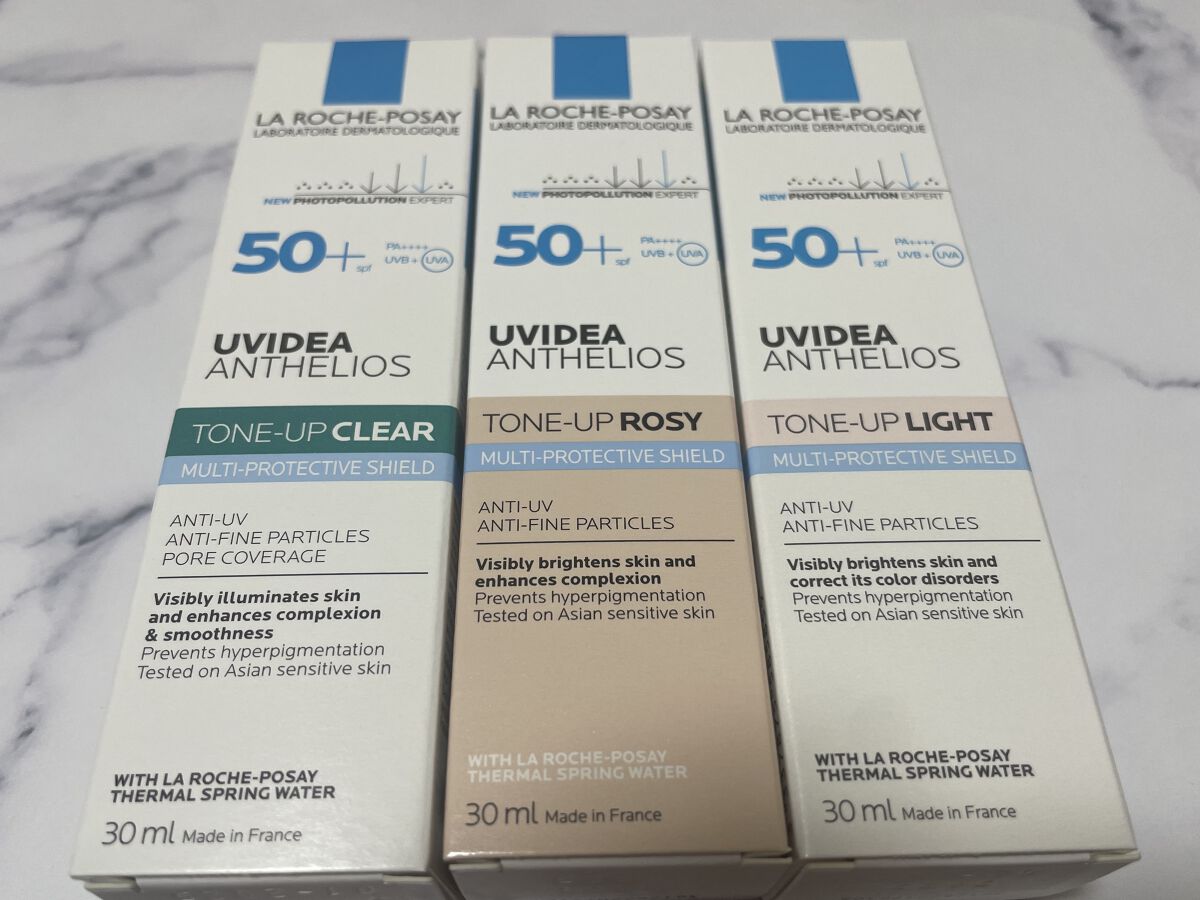 LA ROCHE-POSAY
LABORATOIRE DERMATOLOGIQUE
NEW PHOTOPOLLUTION EXPERT
50+ spf
PA++++
UVB + UVA
UVIDEA
ANTHELIOS
TONE-UP CLEAR
MULTI-PROTECTIVE SHIELD
ANTI-UV
ANTI-FINE PARTICLES
PORE COVERAGE
Visibly illuminates skin
and enhances complexion
& smoothness
Prevents hyperpigmentation
Tested on Asian sensitive skin
WITH LA ROCHE-POSAY
THERMAL SPRING WATER
30 ml Made in France
LA ROCHE-POSAY
LABORATOIRE DERMATOLOGIQUE
NEW PHOTOPOLLUTION EXPERT
50+ spf
PA++++
UVB + UVA
UVIDEA
ANTHELIOS
TONE-UP ROSY
MULTI-PROTECTIVE SHIELD
ANTI-UV
ANTI-FINE PARTICLES
Visibly brightens skin and
enhances complexion
Prevents hyperpigmentation
Tested on Asian sensitive skin
WITH LA ROCHE-POSAY
THERMAL SPRING WATER
30 ml Made in France
LA ROCHE-POSAY
LABORATOIRE DERMATOLOGIQUE
NEW PHOTOPOLLUTION EXPERT
50+ spf
PA++++
UVB + UVA
UVIDEA
ANTHELIOS
TONE-UP LIGHT
MULTI-PROTECTIVE SHIELD
ANTI-UV
ANTI-FINE PARTICLES
Visibly brightens skin and
correct its color disorders
Prevents hyperpigmentation
Tested on Asian sensitive skin
WITH LA ROCHE-POSAY
THERMAL SPRING WATER
30 ml Made in France